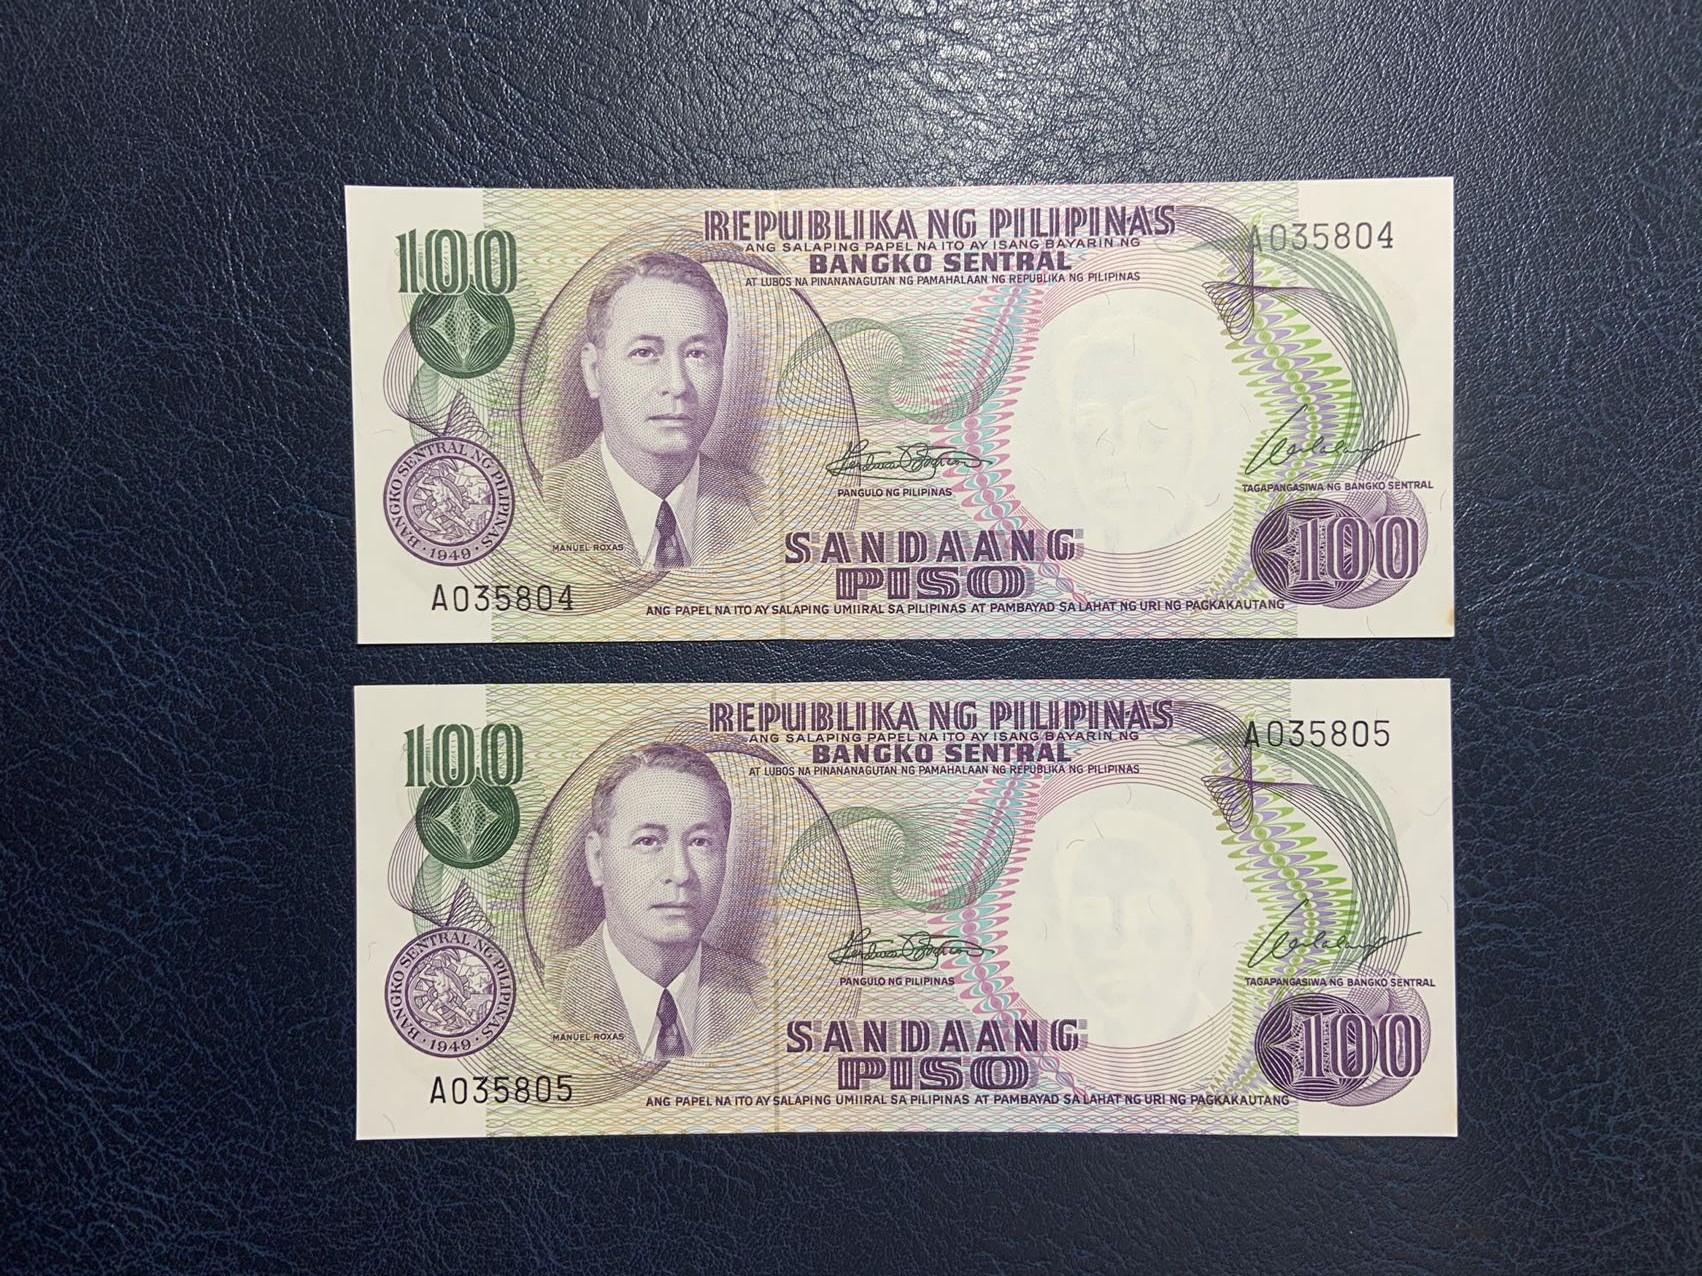 100
REPUBLIKA NG PILIPINAS
A035804
ANG SALAPING PAPEL NA ITO AY ISANG BAYARIN NG
BANGKO SENTRAL
AT LUBOS NA PINANANAGUTAN NG PAMAHALAAN NG REPUBLIKA NG PILIPINAS
BANGKO SENTRAL NG PILIPINAS
1949
MANUEL ROXAS
PANGULO NG PILIPINAS
TAGAPANGASIWA NG BANGKO SENTRAL
SANDAANG
PISO
100
A035804
ANG PAPEL NA ITO AY SALAPING UMIIRAL SA PILIPINAS AT PAMBAYAD SA LAHAT NG URI NG PAGKAKAUTANG
100
REPUBLIKA NG PILIPINAS
A035805
ANG SALAPING PAPEL NA ITO AY ISANG BAYARIN NG
BANGKO SENTRAL
AT LUBOS NA PINANANAGUTAN NG PAMAHALAAN NG REPUBLIKA NG PILIPINAS
BANGKO SENTRAL NG PILIPINAS
1949
MANUEL ROXAS
PANGULO NG PILIPINAS
TAGAPANGASIWA NG BANGKO SENTRAL
SANDAANG
PISO
100
A035805
ANG PAPEL NA ITO AY SALAPING UMIIRAL SA PILIPINAS AT PAMBAYAD SA LAHAT NG URI NG PAGKAKAUTANG